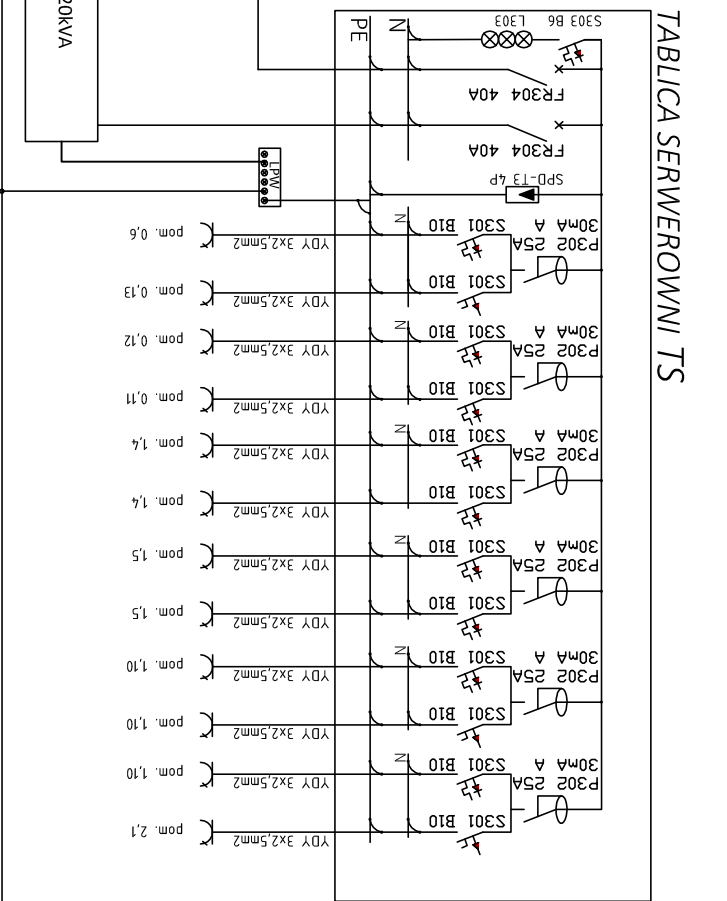 TABLICA SERWEROWNI TS
20kVA
PE
N
L303
S303 B6
FR304 40A
FR304 40A
SPD-T3 4P
LPW
P302 25A
30mA A
N
S301 B10
YDY 3x2,5mm2
pom. 0,6
S301 B10
YDY 3x2,5mm2
pom. 0,13
P302 25A
30mA A
N
S301 B10
YDY 3x2,5mm2
pom. 0,12
S301 B10
YDY 3x2,5mm2
pom. 0,11
P302 25A
30mA A
N
S301 B10
YDY 3x2,5mm2
pom. 1,4
S301 B10
YDY 3x2,5mm2
pom. 1,4
P302 25A
30mA A
N
S301 B10
YDY 3x2,5mm2
pom. 1,5
S301 B10
YDY 3x2,5mm2
pom. 1,5
P302 25A
30mA A
N
S301 B10
YDY 3x2,5mm2
pom. 1,10
S301 B10
YDY 3x2,5mm2
pom. 1,10
P302 25A
30mA A
N
S301 B10
YDY 3x2,5mm2
pom. 1,10
S301 B10
YDY 3x2,5mm2
pom. 2,1